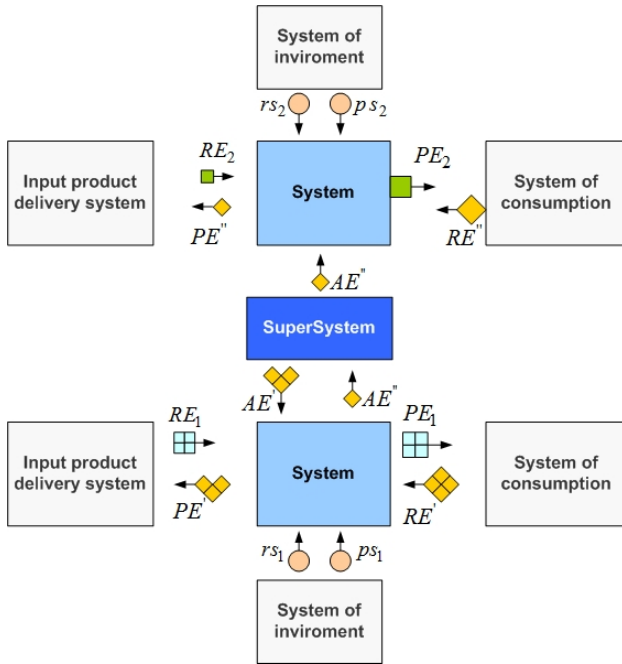 System of
inviroment
rs₂ ps₂
Input product
delivery system
RE₂
PE"
System
PE₂
RE"
System of
consumption
AE"
SuperSystem
AE'
AE"
Input product
delivery system
RE₁
PE'
System
PE₁
RE'
System of
consumption
rs₁ ps₁
System of
inviroment